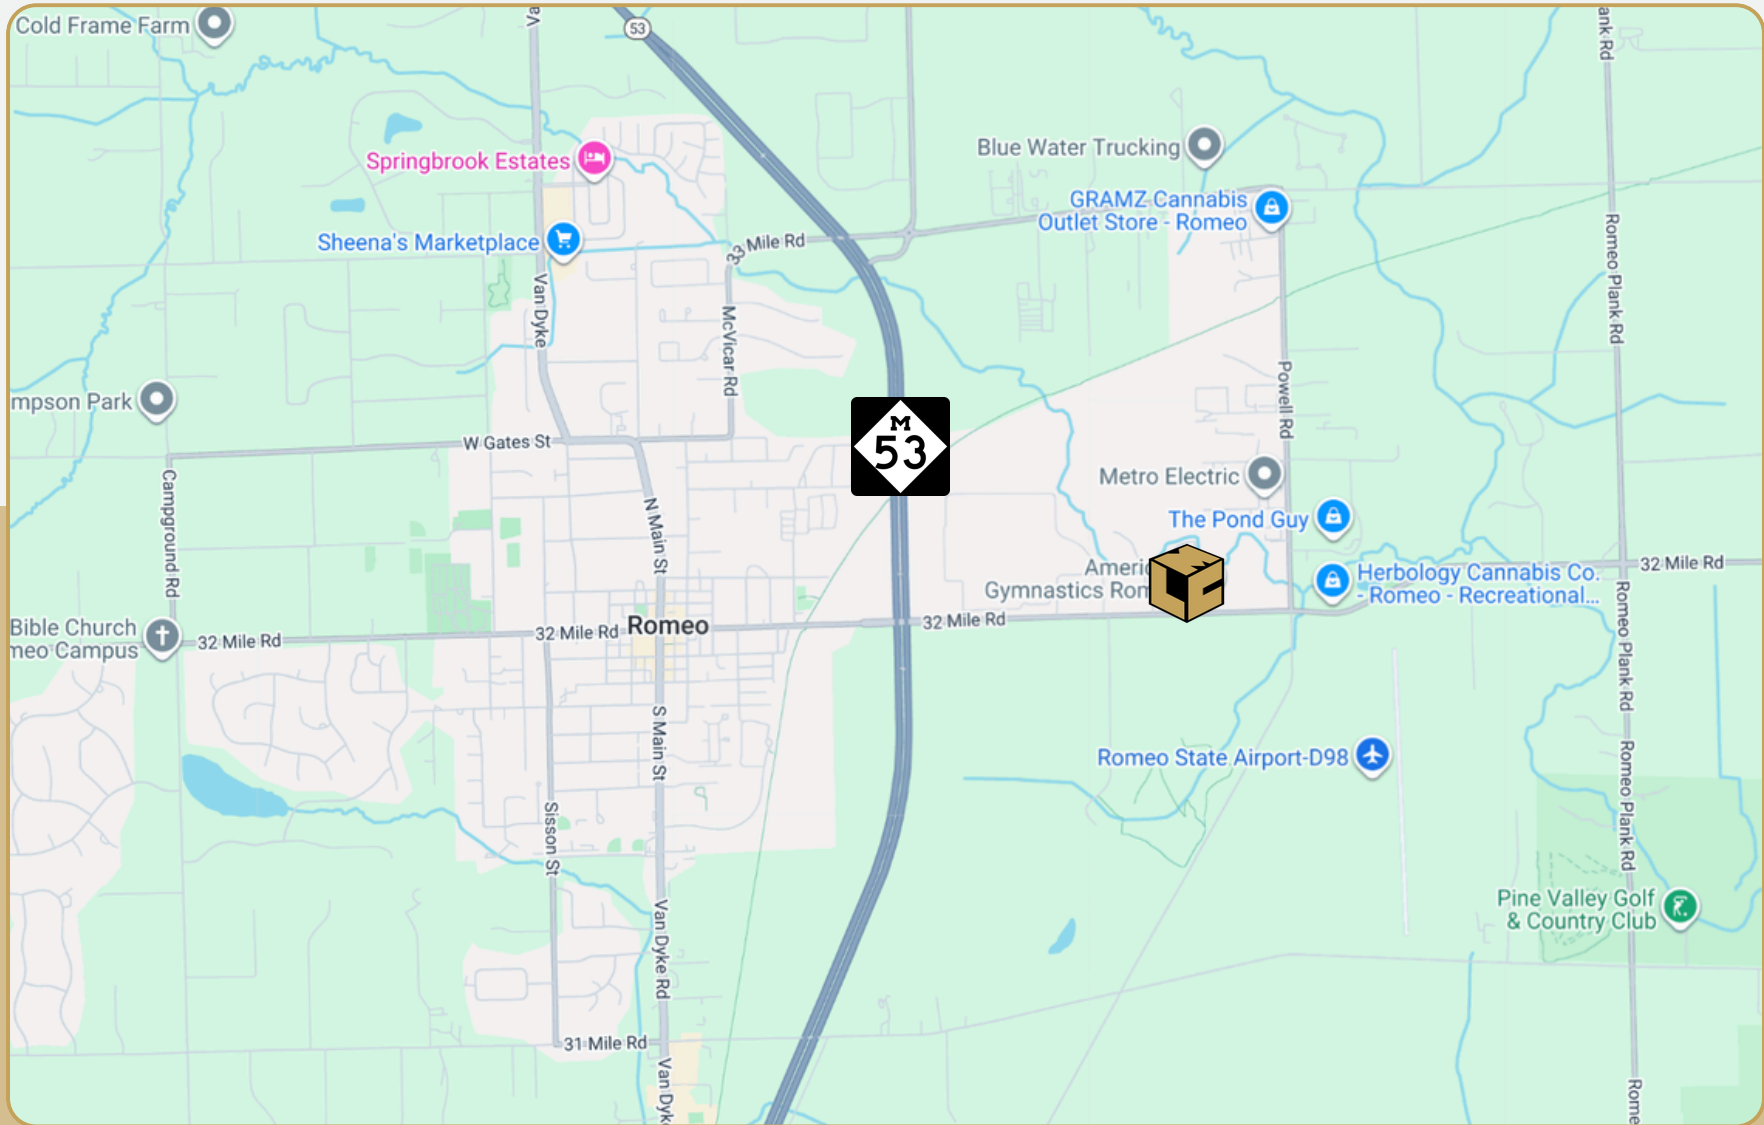 Cold Frame Farm
53
ank Rd
Springbrook Estates
Blue Water Trucking
GRAMZ Cannabis
Outlet Store - Romeo
Sheena's Marketplace
33 Mile Rd
Romeo Plank Rd
Van Dyke
McVicar Rd
mpson Park
Powell Rd
M
53
W Gates St
Campground Rd
N Main St
Metro Electric
The Pond Guy
Americ
Gymnastics Rom
Herbology Cannabis Co.
- Romeo - Recreational...
32 Mile Rd
Bible Church
meo Campus
32 Mile Rd
32 Mile Rd
Romeo
32 Mile Rd
Romeo Plank Rd
S Main St
Romeo State Airport-D98
Romeo Plank Rd
Sisson St
Pine Valley Golf
& Country Club
Van Dyke Rd
31 Mile Rd
Van Dyk
Rome